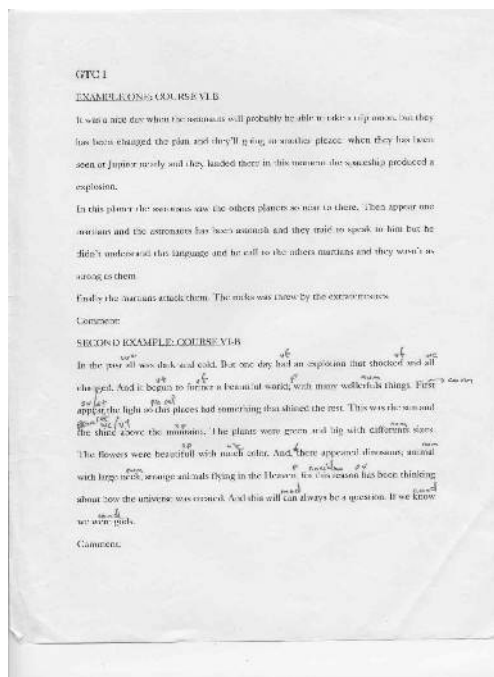 GTC 1
EXAMPLE ONE: COURSE VI-B
It was a nice day when the astronauts will probably be able to take a trip moon, but they
has been changed the plan and they'll going to another pleace when they has been
seen at Jupiter nearly and they landed there in this moment the spaceship produced a
explosion.
In this planet the astronauts saw the others planets so near to there. Then appear one
martians and the astronauts has been astonish and they traid to speak to him but he
didn't understand this language and he call to the others martians and they wasn't as
strong as them.
finally the martians attack them. The rocks was threw by the extraterrestres
Comment:
SECOND EXAMPLE: COURSE VI-B
In the past all was dark and cold. But one day had an explosion that shocked and all
changed. And it begun to former a beautiful world, with many wellerfuls things. First
appear the light so this places had something that shined the rest. This was the sun and
the shine above the mountains. The plants were green and big with differents sizes.
The flowers were beautifull with much color. And, there appeared dinosaurs, animal
with large neck, strange animals flying in the Heaven, for this reason has been thinking
about how the universe was created. And this will can always be a question. If we know
we were gods.
Comment: